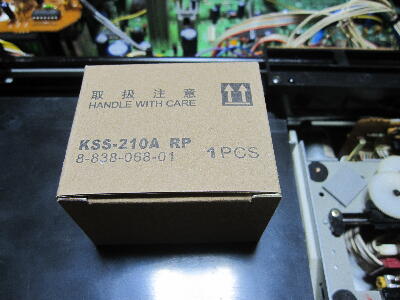 取扱注意
HANDLE WITH CARE
KSS-210A RP
8-838-068-01 1PCS